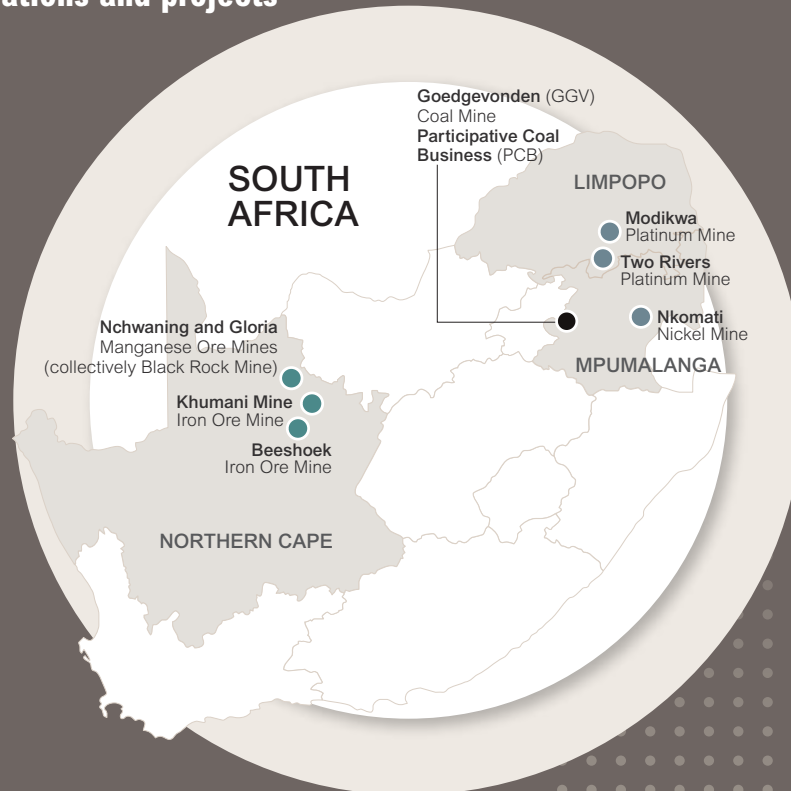 and projects
Goedgevonden (GGV)
Coal Mine
Participative Coal
Business (PCB)
SOUTH
AFRICA
LIMPOPO
Modikwa
Platinum Mine
Two Rivers
Platinum Mine
Nkomati
Nickel Mine
MPUMALANGA
Nchwaning and Gloria
Manganese Ore Mines
(collectively Black Rock Mine)
Khumani Mine
Iron Ore Mine
Beeshoek
Iron Ore Mine
NORTHERN CAPE